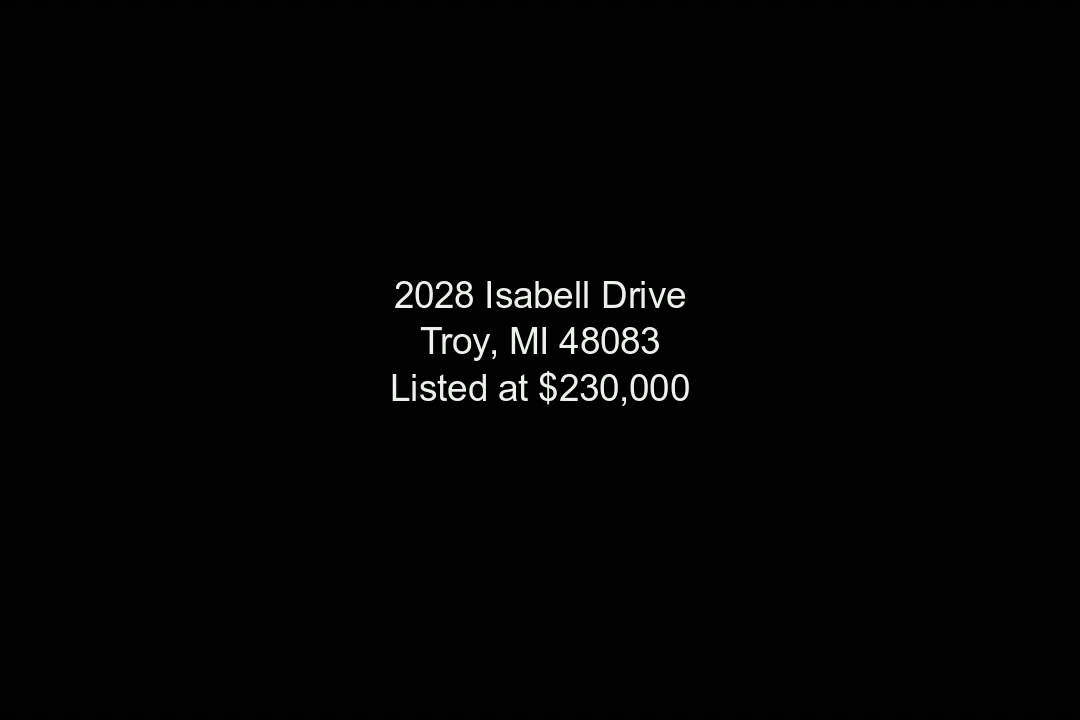 2028 Isabell Drive
Troy, MI 48083
Listed at $230,000